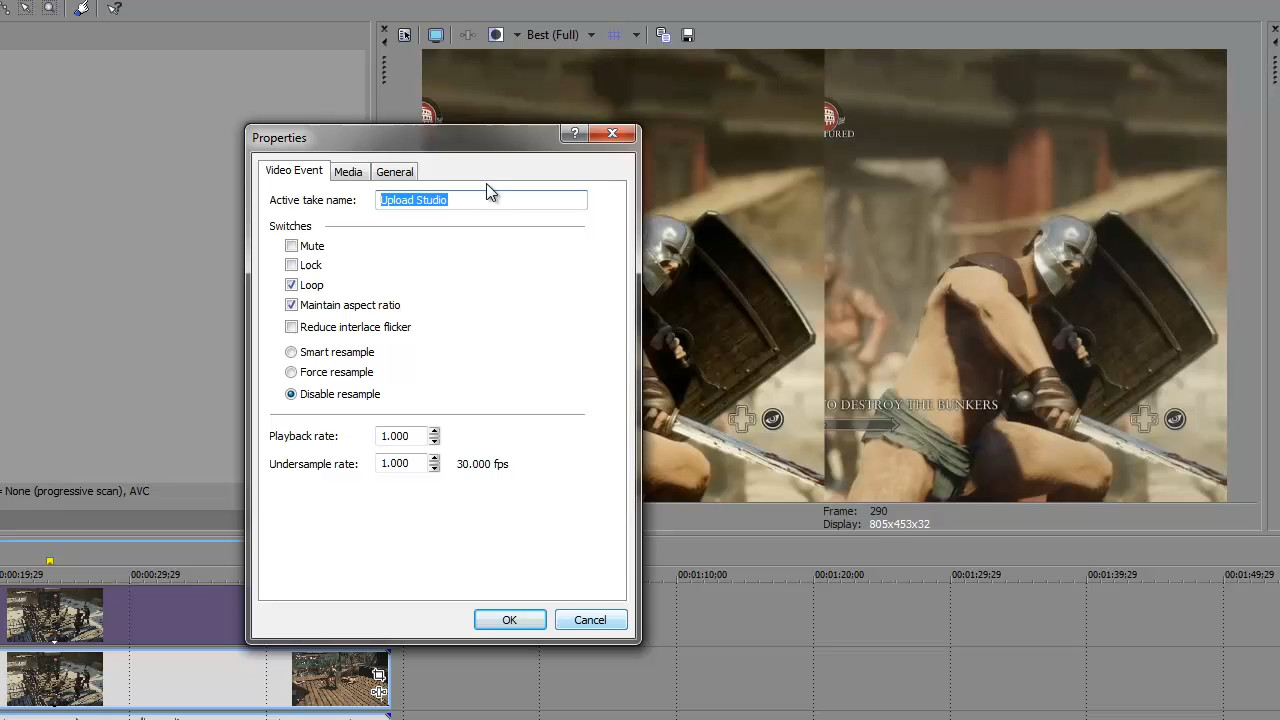 Best (Full)
TURED
Properties
Video Event
Media
General
Active take name:
Upload Studio
Switches
Mute
Lock
Loop
Maintain aspect ratio
Reduce interlace flicker
Smart resample
Force resample
Disable resample
TO DESTROY THE BUNKERS
Playback rate:
1.000
Undersample rate:
1.000
30.000 fps
= None (progressive scan), AVC
Frame: 290
Display: 805x453x32
0:00:19;29
00:00:29;29
00:01:10;00
00:01:20;00
00:01:29;29
00:01:39;29
00:01:49;29
OK
Cancel